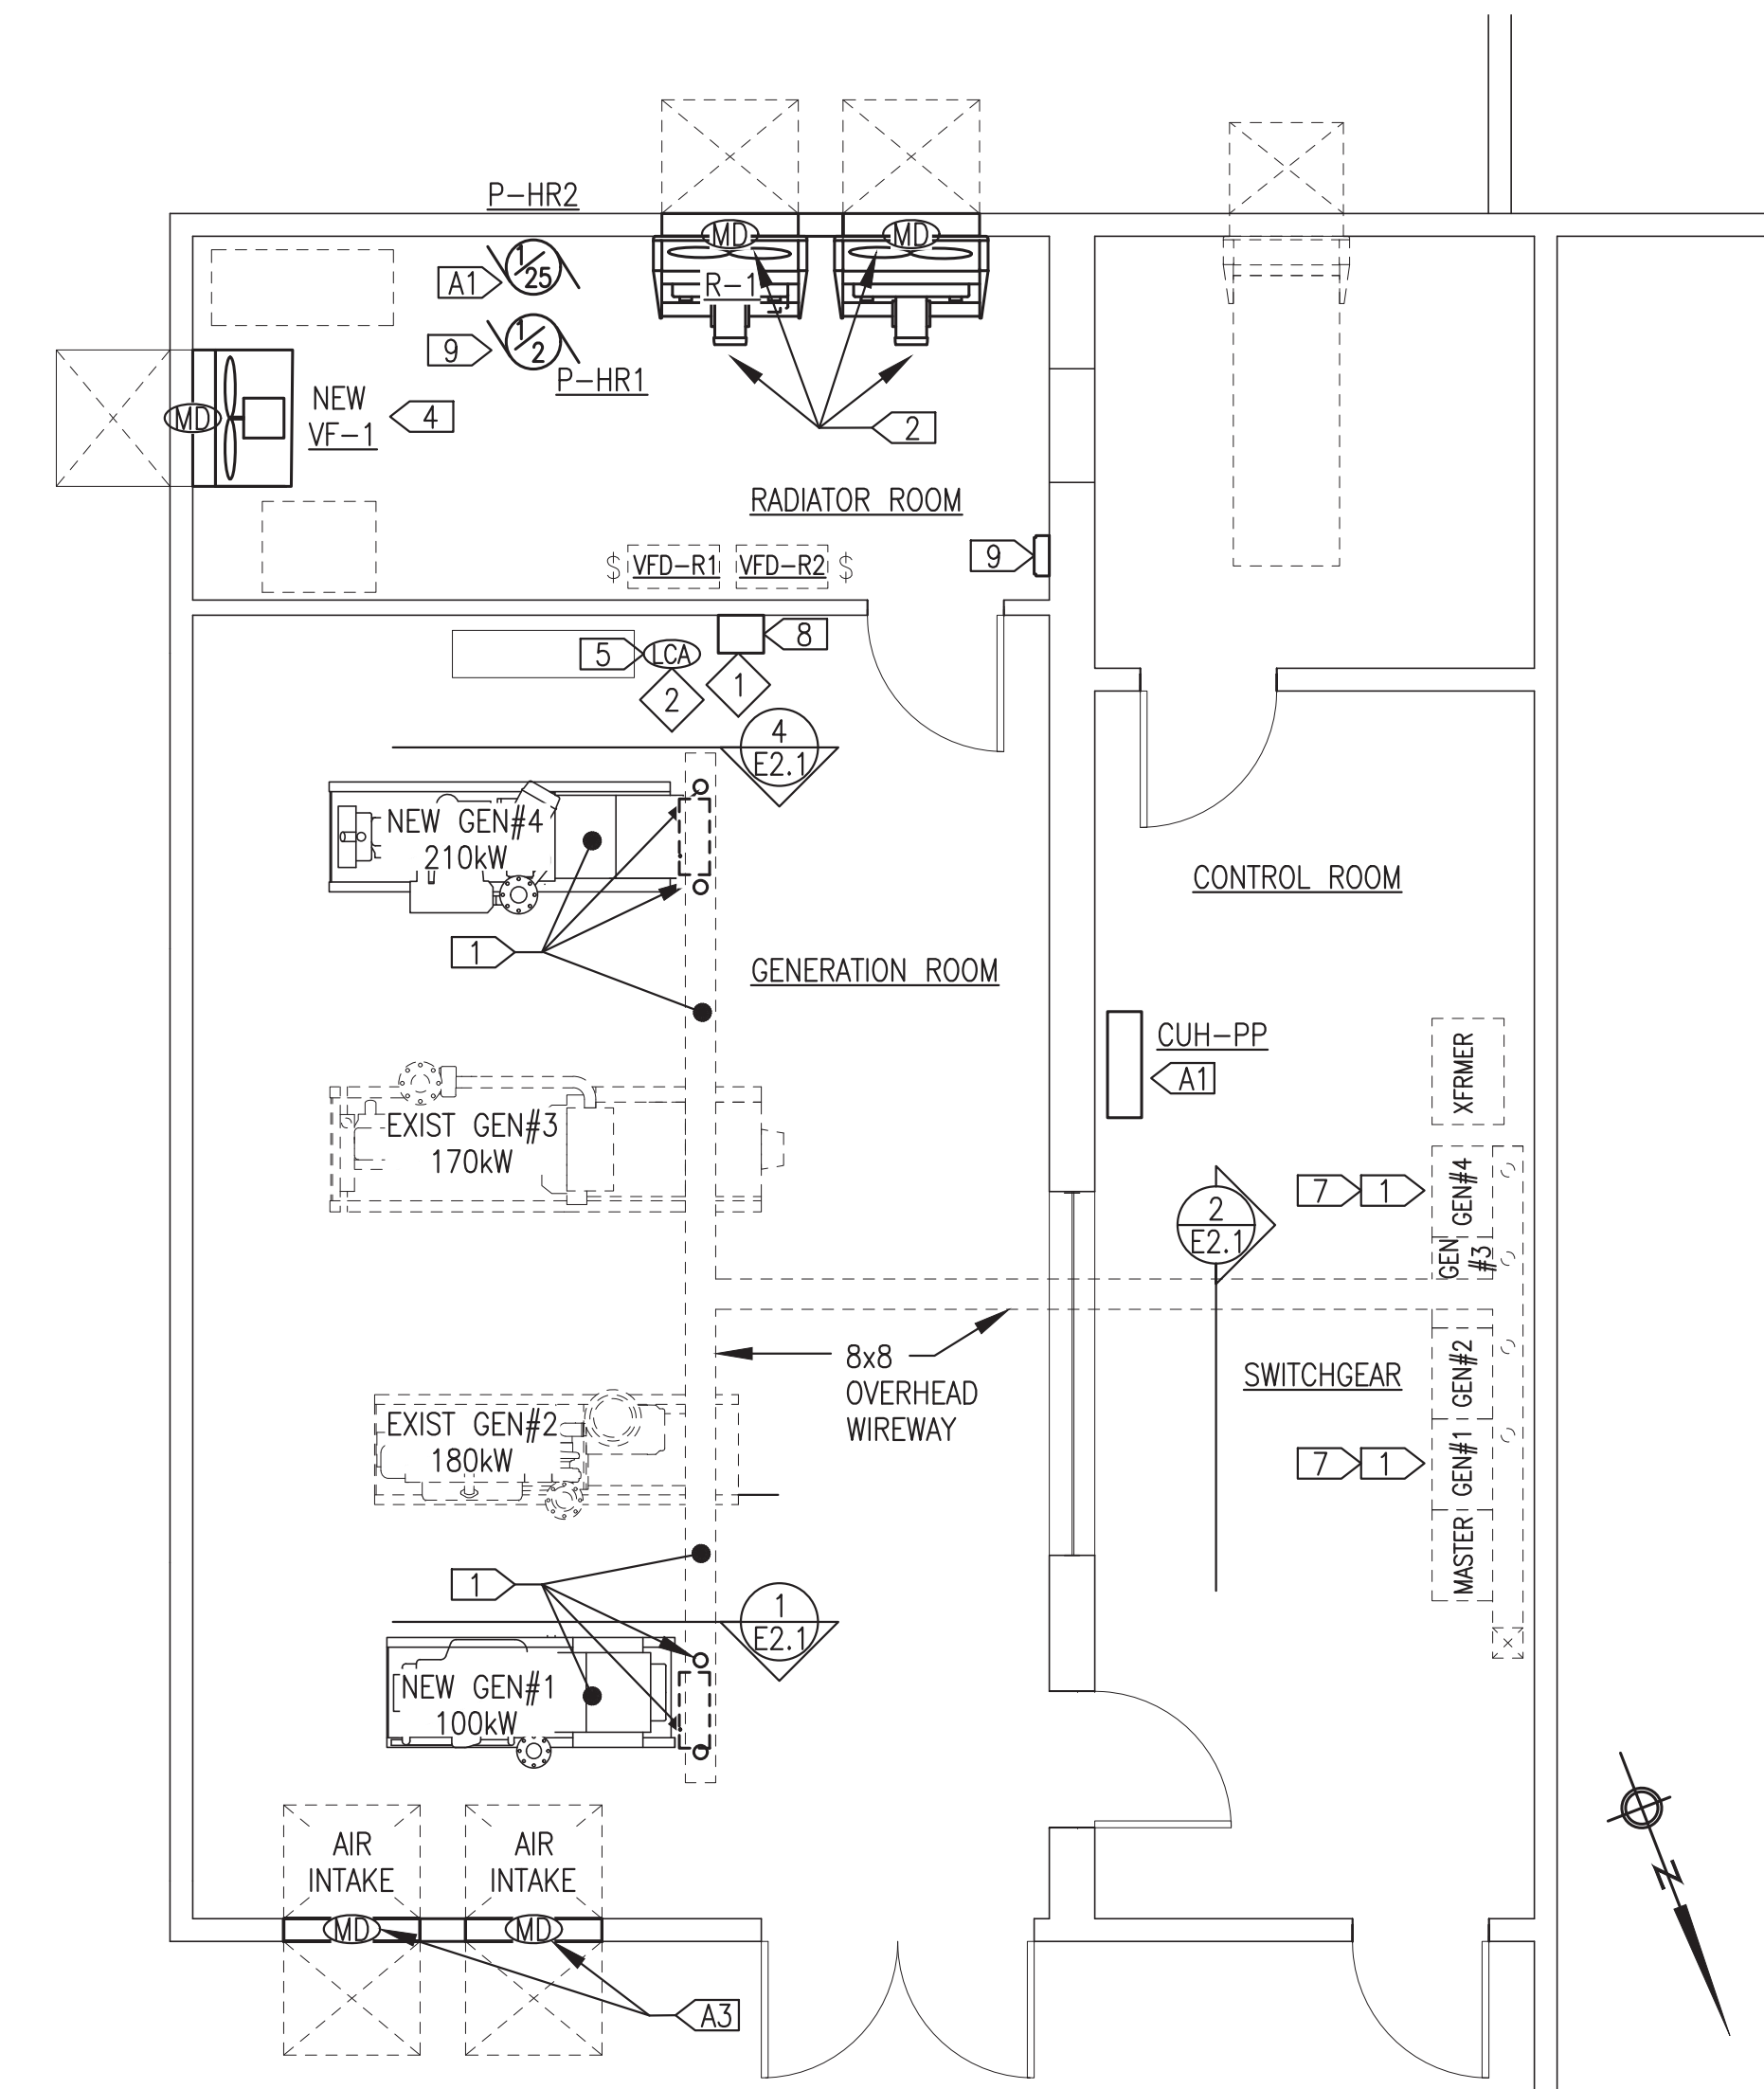 P-HR2
MD
MD
A1
1/25
R-1
9
1/2
P-HR1
2
NEW
VF-1
MD
4
RADIATOR ROOM
9
$
VFD-R1
VFD-R2
$
8
5
LCA
2
1
4
E2.1
NEW GEN#4
210kW
CONTROL ROOM
1
GENERATION ROOM
CUH-PP
A1
XFRMER
EXIST GEN#3
170kW
7
1
GEN#4
2
E2.1
GEN
#3
8x8
OVERHEAD
WIREWAY
SWITCHGEAR
GEN#2
EXIST GEN#2
180kW
7
1
GEN#1
MASTER
1
1
E2.1
NEW GEN#1
100kW
AIR
INTAKE
AIR
INTAKE
MD
MD
A3
N